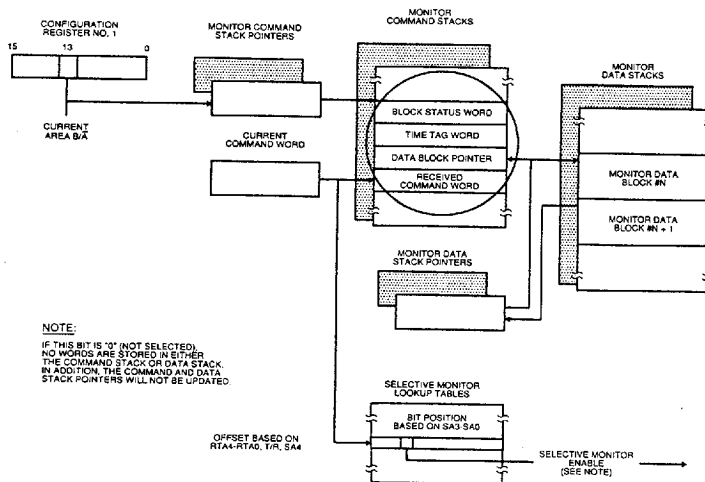 CONFIGURATION
REGISTER NO. 1
15 13 0
CURRENT
AREA B/A̅
MONITOR COMMAND
STACK POINTERS
CURRENT
COMMAND WORD
MONITOR
COMMAND STACKS
BLOCK STATUS WORD
TIME TAG WORD
DATA BLOCK POINTER
RECEIVED
COMMAND WORD
MONITOR
DATA STACKS
MONITOR DATA
BLOCK #N
MONITOR DATA
BLOCK #N + 1
MONITOR DATA
STACK POINTERS
NOTE:
IF THIS BIT IS "0" (NOT SELECTED),
NO WORDS ARE STORED IN EITHER
THE COMMAND STACK OR DATA STACK.
IN ADDITION, THE COMMAND AND DATA
STACK POINTERS WILL NOT BE UPDATED.
SELECTIVE MONITOR
LOOKUP TABLES
BIT POSITION
BASED ON SA3-SA0
OFFSET BASED ON
RTA4-RTA0, T/R, SA4
SELECTIVE MONITOR
ENABLE
(SEE NOTE)